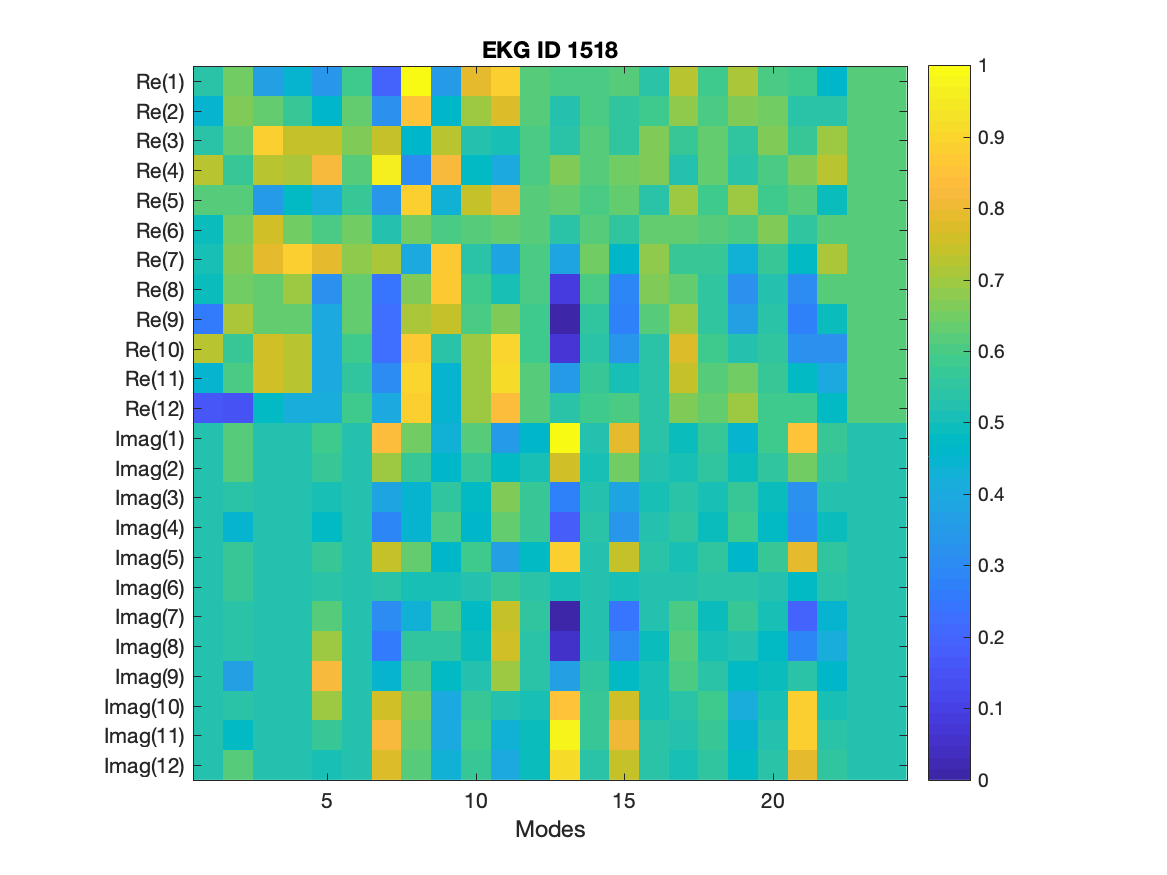 EKG ID 1518
Re(1)
Re(2)
Re(3)
Re(4)
Re(5)
Re(6)
Re(7)
Re(8)
Re(9)
Re(10)
Re(11)
Re(12)
Imag(1)
Imag(2)
Imag(3)
Imag(4)
Imag(5)
Imag(6)
Imag(7)
Imag(8)
Imag(9)
Imag(10)
Imag(11)
Imag(12)
5 10 15 20
Modes
1
0.9
0.8
0.7
0.6
0.5
0.4
0.3
0.2
0.1
0